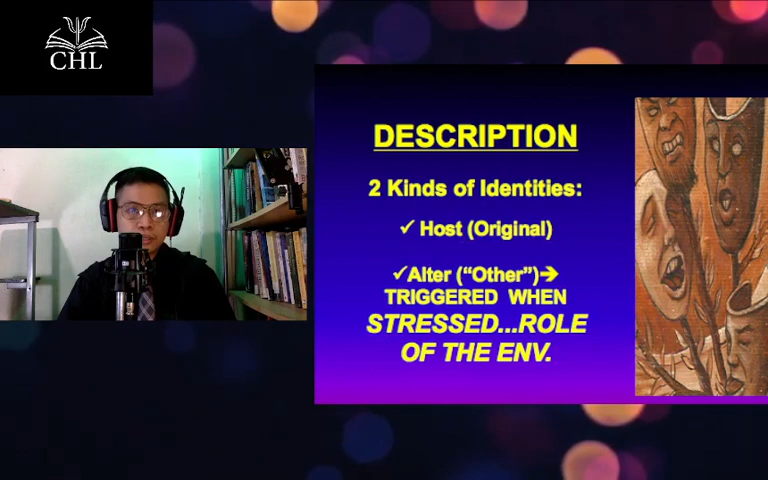 CHL
DESCRIPTION
2 Kinds of Identities:
✓ Host (Original)
✓Alter (“Other”)➔
TRIGGERED WHEN
STRESSED...ROLE
OF THE ENV.